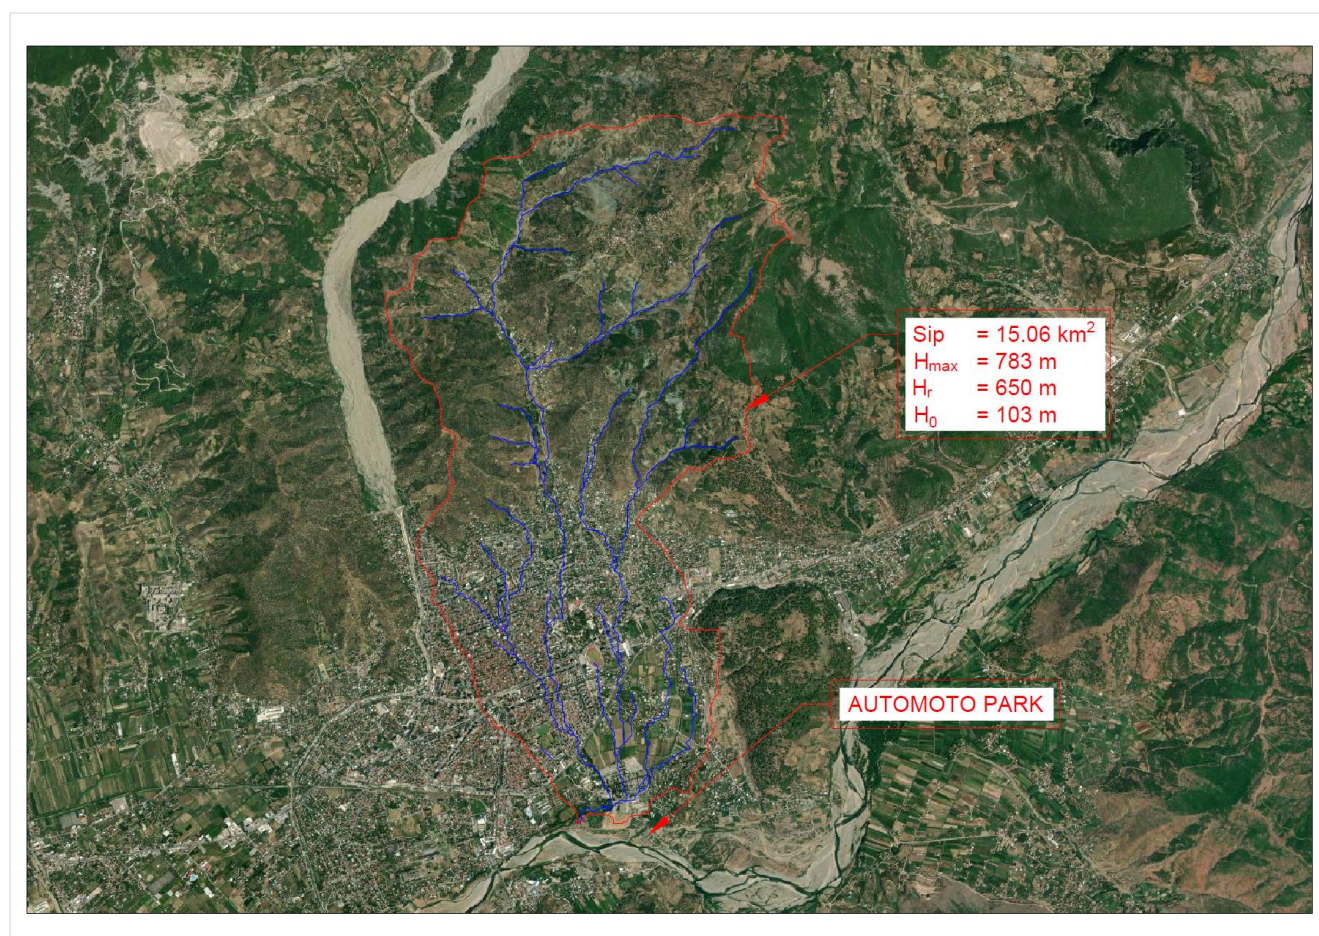 Sip = 15.06 km²
Hₘₐₓ = 783 m
Hᵣ = 650 m
H₀ = 103 m
AUTOMOTO PARK